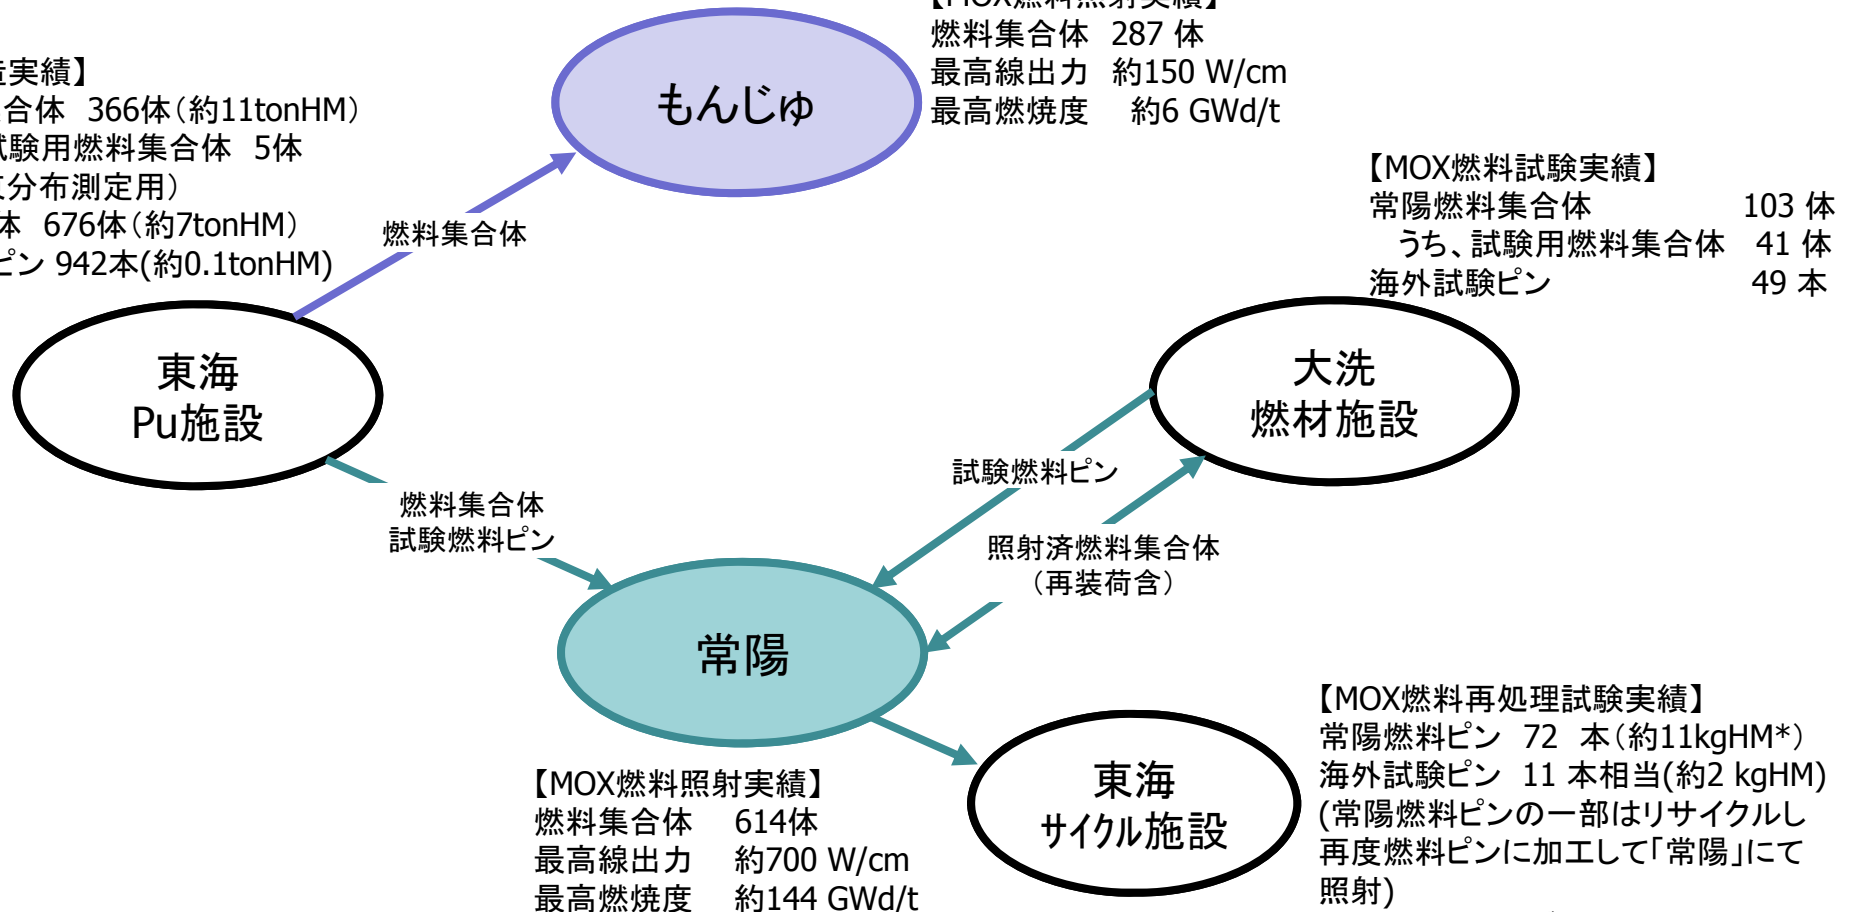 【MOX燃料照射実績】
燃料集合体 287 体
最高線出力 約150 W/cm
最高燃焼度 約6 GWd/t
造実績】
合体 366体（約11tonHM）
試験用燃料集合体 5体
分布測定用）
体 676体（約7tonHM）
ピン 942本(約0.1tonHM)
もんじゅ
燃料集合体
【MOX燃料試験実績】
常陽燃料集合体 103 体
うち、試験用燃料集合体 41 体
海外試験ピン 49 本
東海
Pu施設
大洗
燃材施設
燃料集合体
試験燃料ピン
試験燃料ピン
照射済燃料集合体
（再装荷含）
常陽
【MOX燃料照射実績】
燃料集合体 614体
最高線出力 約700 W/cm
最高燃焼度 約144 GWd/t
東海
ｻｲｸﾙ施設
【MOX燃料再処理試験実績】
常陽燃料ピン 72 本（約11kgHM*）
海外試験ピン 11 本相当(約2 kgHM)
(常陽燃料ピンの一部はリサイクルし
再度燃料ピンに加工して「常陽」にて
照射)